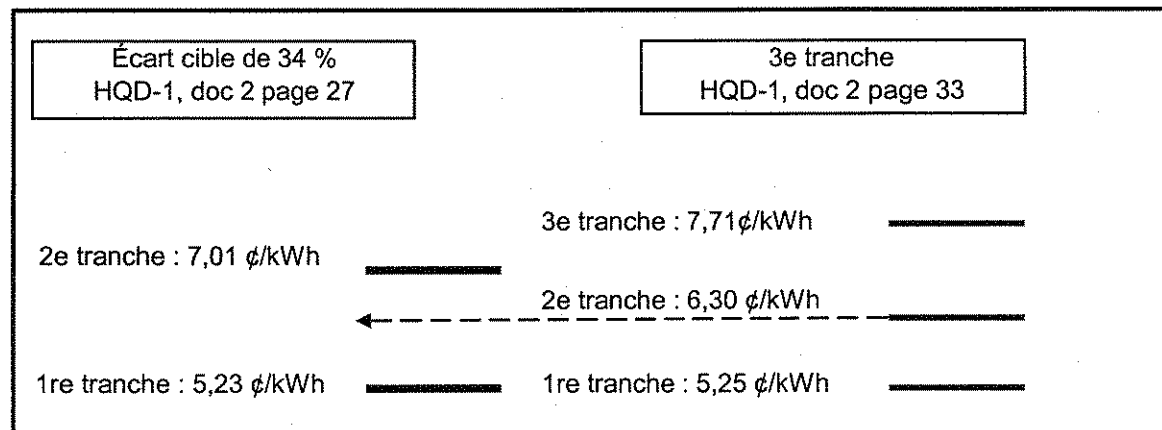 Écart cible de 34 %
HQD-1, doc 2 page 27
3e tranche
HQD-1, doc 2 page 33
3e tranche : 7,71¢/kWh
2e tranche : 7,01 ¢/kWh
2e tranche : 6,30 ¢/kWh
1re tranche : 5,23 ¢/kWh
1re tranche : 5,25 ¢/kWh